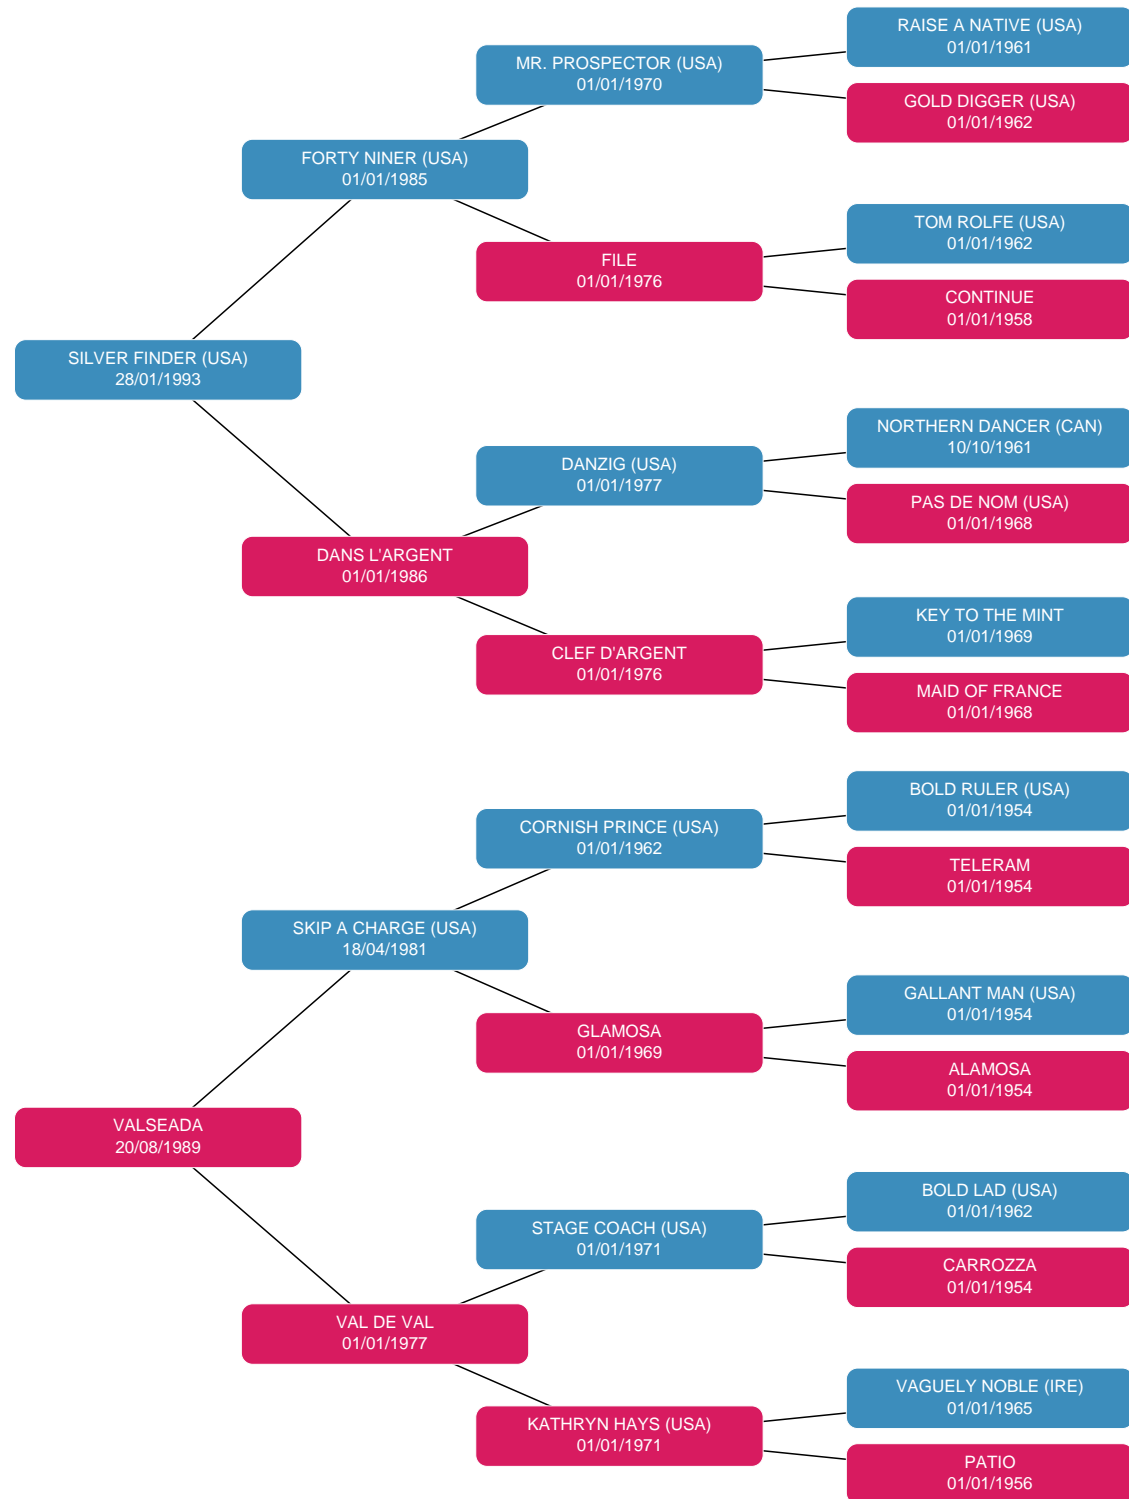 RAISE A NATIVE (USA)
01/01/1961
MR. PROSPECTOR (USA)
01/01/1970
GOLD DIGGER (USA)
01/01/1962
FORTY NINER (USA)
01/01/1985
TOM ROLFE (USA)
01/01/1962
FILE
01/01/1976
CONTINUE
01/01/1958
SILVER FINDER (USA)
28/01/1993
NORTHERN DANCER (CAN)
10/10/1961
DANZIG (USA)
01/01/1977
PAS DE NOM (USA)
01/01/1968
DANS L'ARGENT
01/01/1986
KEY TO THE MINT
01/01/1969
CLEF D'ARGENT
01/01/1976
MAID OF FRANCE
01/01/1968
BOLD RULER (USA)
01/01/1954
CORNISH PRINCE (USA)
01/01/1962
TELERAM
01/01/1954
SKIP A CHARGE (USA)
18/04/1981
GALLANT MAN (USA)
01/01/1954
GLAMOSA
01/01/1969
ALAMOSA
01/01/1954
VALSEADA
20/08/1989
BOLD LAD (USA)
01/01/1962
STAGE COACH (USA)
01/01/1971
CARROZZA
01/01/1954
VAL DE VAL
01/01/1977
VAGUELY NOBLE (IRE)
01/01/1965
KATHRYN HAYS (USA)
01/01/1971
PATIO
01/01/1956